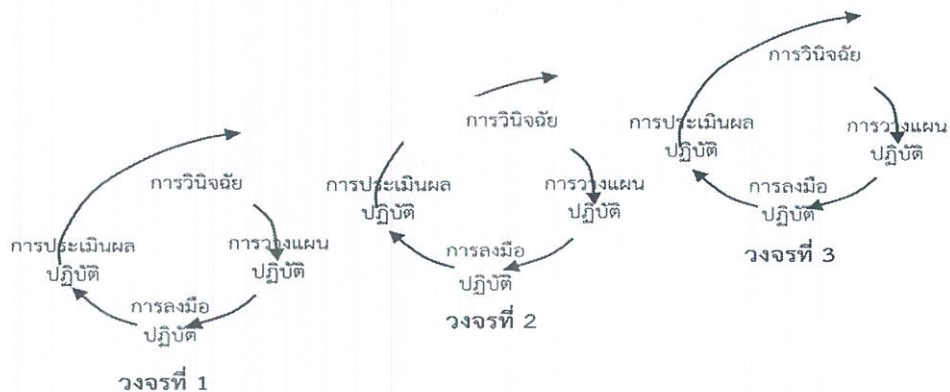 การวินิจฉัย
การวางแผน
ปฏิบัติ
การลงมือ
ปฏิบัติ
การประเมินผล
ปฏิบัติ
วงจรที่ 1
การวินิจฉัย
การวางแผน
ปฏิบัติ
การลงมือ
ปฏิบัติ
การประเมินผล
ปฏิบัติ
วงจรที่ 2
การวินิจฉัย
การวางแผน
ปฏิบัติ
การลงมือ
ปฏิบัติ
การประเมินผล
ปฏิบัติ
วงจรที่ 3